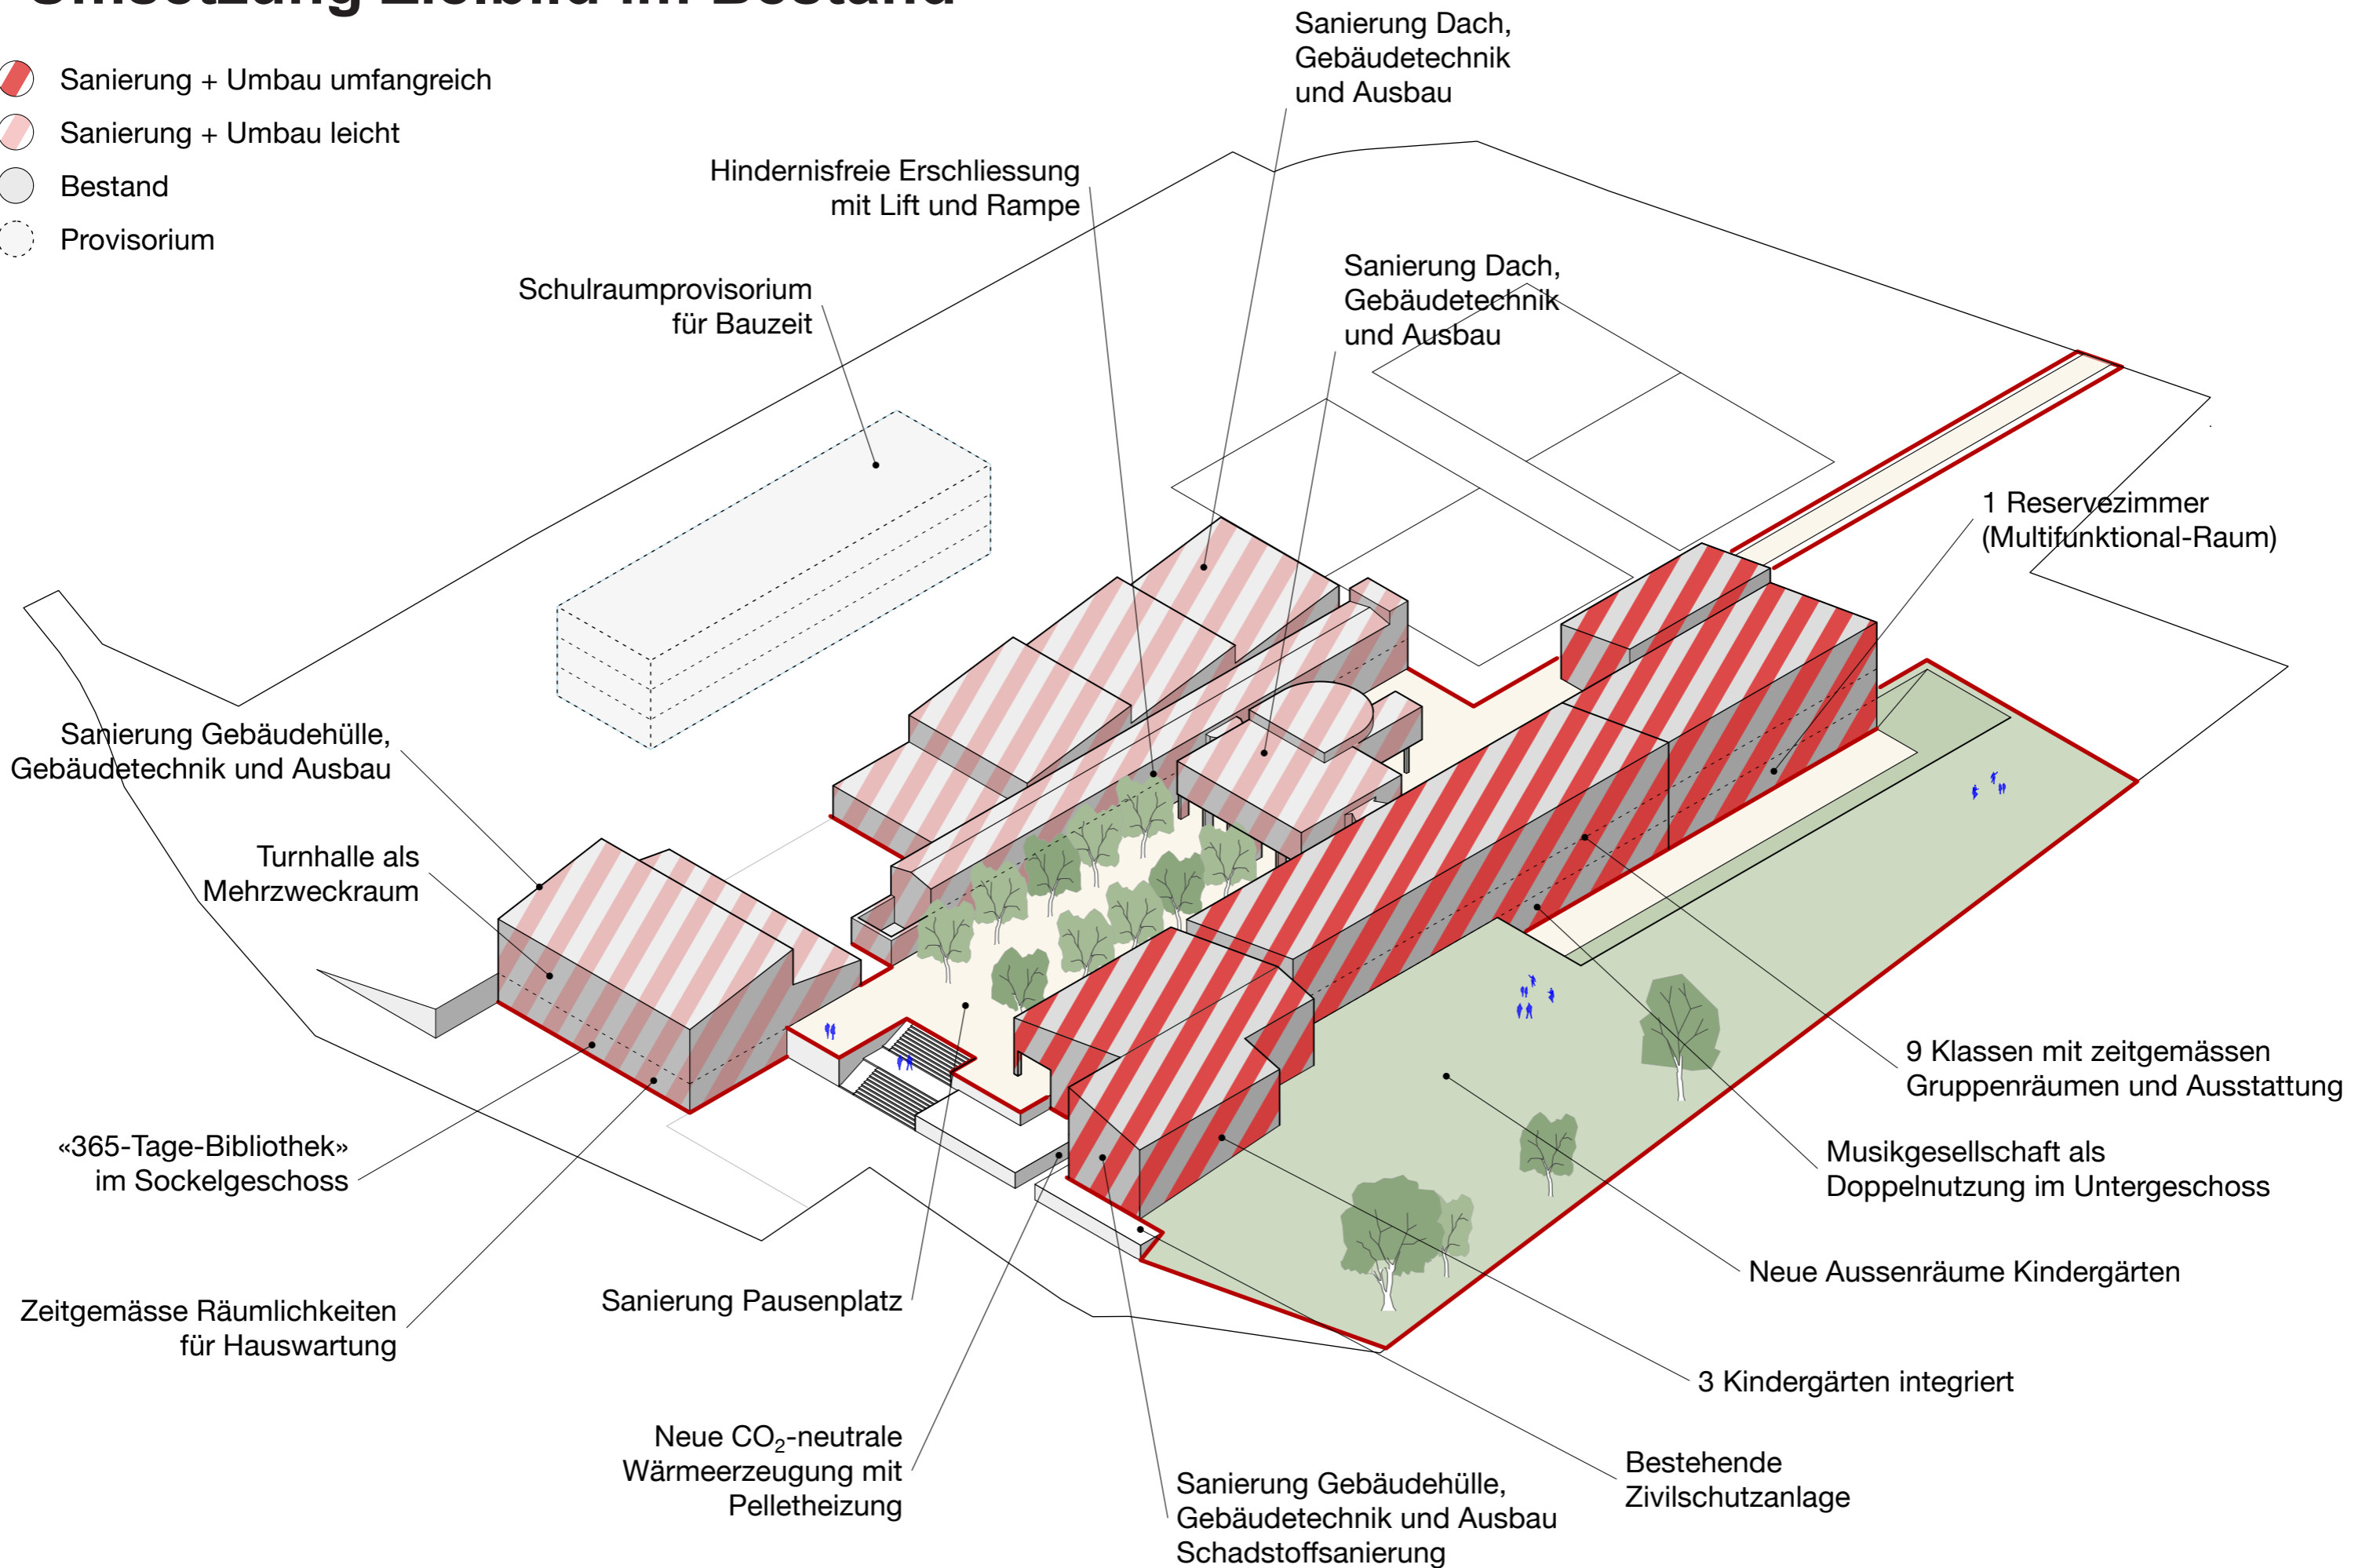 Umsetzung Zielbild im Bestand
Sanierung + Umbau umfangreich
Sanierung + Umbau leicht
Bestand
Provisorium
Sanierung Dach,
Gebäudetechnik
und Ausbau
Hindernisfreie Erschliessung
mit Lift und Rampe
Sanierung Dach,
Gebäudetechnik
und Ausbau
Schulraumprovisorium
für Bauzeit
1 Reservezimmer
(Multifunktional-Raum)
Sanierung Gebäudehülle,
Gebäudetechnik und Ausbau
Turnhalle als
Mehrzweckraum
«365-Tage-Bibliothek»
im Sockelgeschoss
Zeitgemässe Räumlichkeiten
für Hauswartung
Sanierung Pausenplatz
Neue CO₂-neutrale
Wärmeerzeugung mit
Pelletheizung
Sanierung Gebäudehülle,
Gebäudetechnik und Ausbau
Schadstoffsanierung
9 Klassen mit zeitgemässen
Gruppenräumen und Ausstattung
Musikgesellschaft als
Doppelnutzung im Untergeschoss
Neue Aussenräume Kindergärten
3 Kindergärten integriert
Bestehende
Zivilschutzanlage